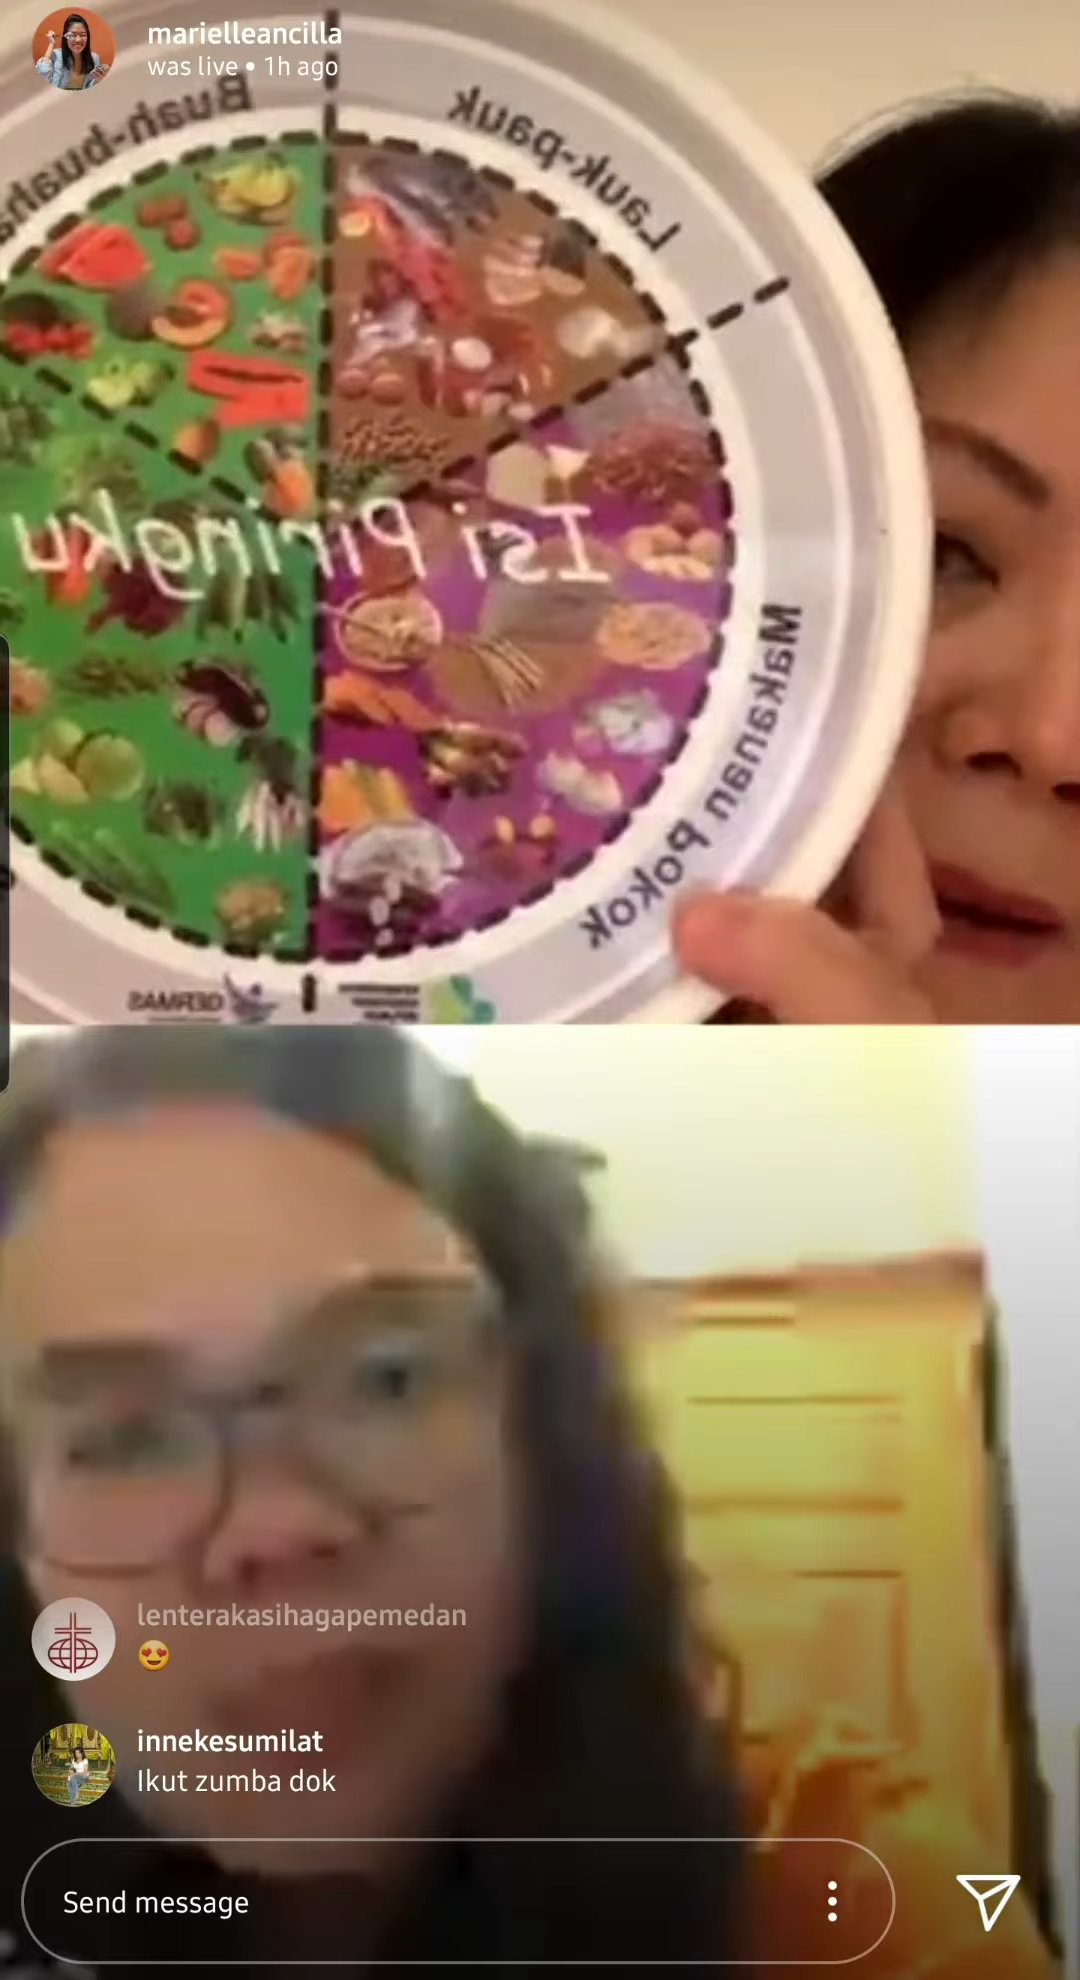 marielleancilla
was live • 1h ago
Buah-buaha
Lauk-pauk
Isi Piringku
Makanan Pokok
GERMAS
lenterakasihagapemedan
😍
innekesumilat
Ikut zumba dok
Send message